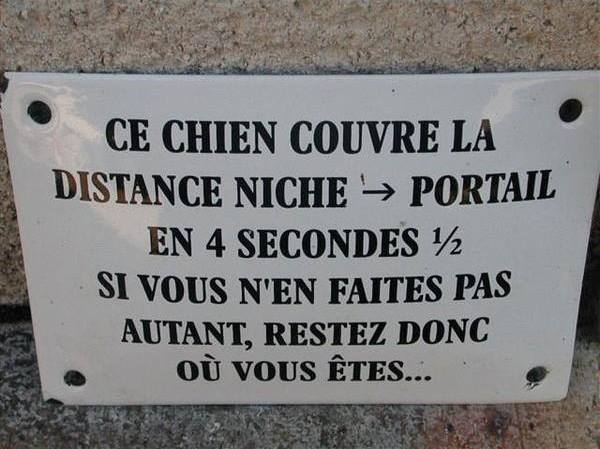 CE CHIEN COUVRE LA
DISTANCE NICHE → PORTAIL
EN 4 SECONDES ½
SI VOUS N'EN FAITES PAS
AUTANT, RESTEZ DONC
OÙ VOUS ÊTES...